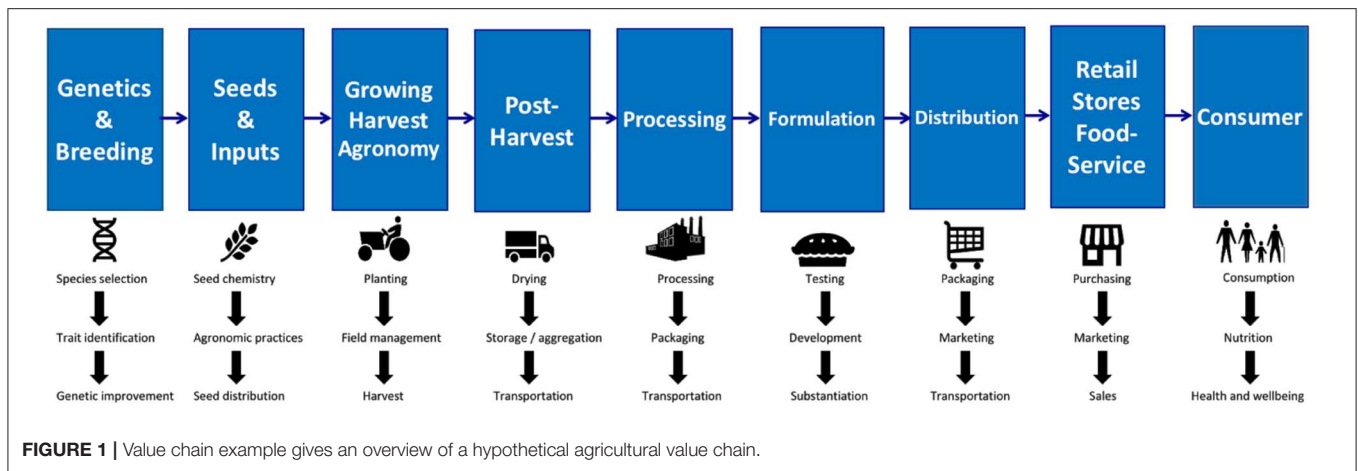 Genetics
&
Breeding
Seeds
&
Inputs
Growing
Harvest
Agronomy
Post-
Harvest
Processing
Formulation
Distribution
Retail
Stores
Food-
Service
Consumer
Species selection
Trait identification
Genetic improvement
Seed chemistry
Agronomic practices
Seed distribution
Planting
Field management
Harvest
Drying
Storage / aggregation
Transportation
Processing
Packaging
Transportation
Testing
Development
Substantiation
Packaging
Marketing
Transportation
Purchasing
Marketing
Sales
Consumption
Nutrition
Health and wellbeing
FIGURE 1 | Value chain example gives an overview of a hypothetical agricultural value chain.